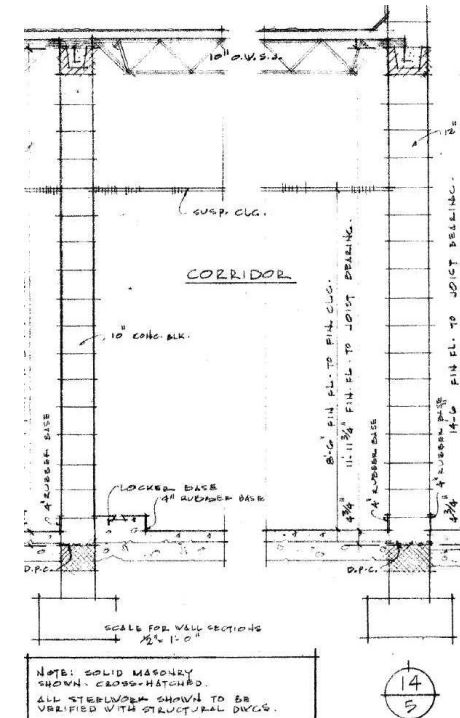 10" O.W.S.J.
12"
SUSP. CLG.
CORRIDOR
10" CONC. BLK.
8'-6" FIN FL. TO FIN. CLG.
11'-11 3/4" FIN FL. TO JOIST BEARING.
14-6 FIN FL. TO JOIST BEARING.
4" RUBBER BASE
LOCKER BASE
4" RUBBER BASE
4 3/4"
4" RUBBER BASE
4" RUBBER BASE
4 3/4"
D.P.C.
D.P.C.
SCALE FOR WALL SECTIONS
1/2" = 1'-0"
NOTE: SOLID MASONRY
SHOWN CROSS-HATCHED.
ALL STEELWORK SHOWN TO BE
VERIFIED WITH STRUCTURAL DWGS.
14
5